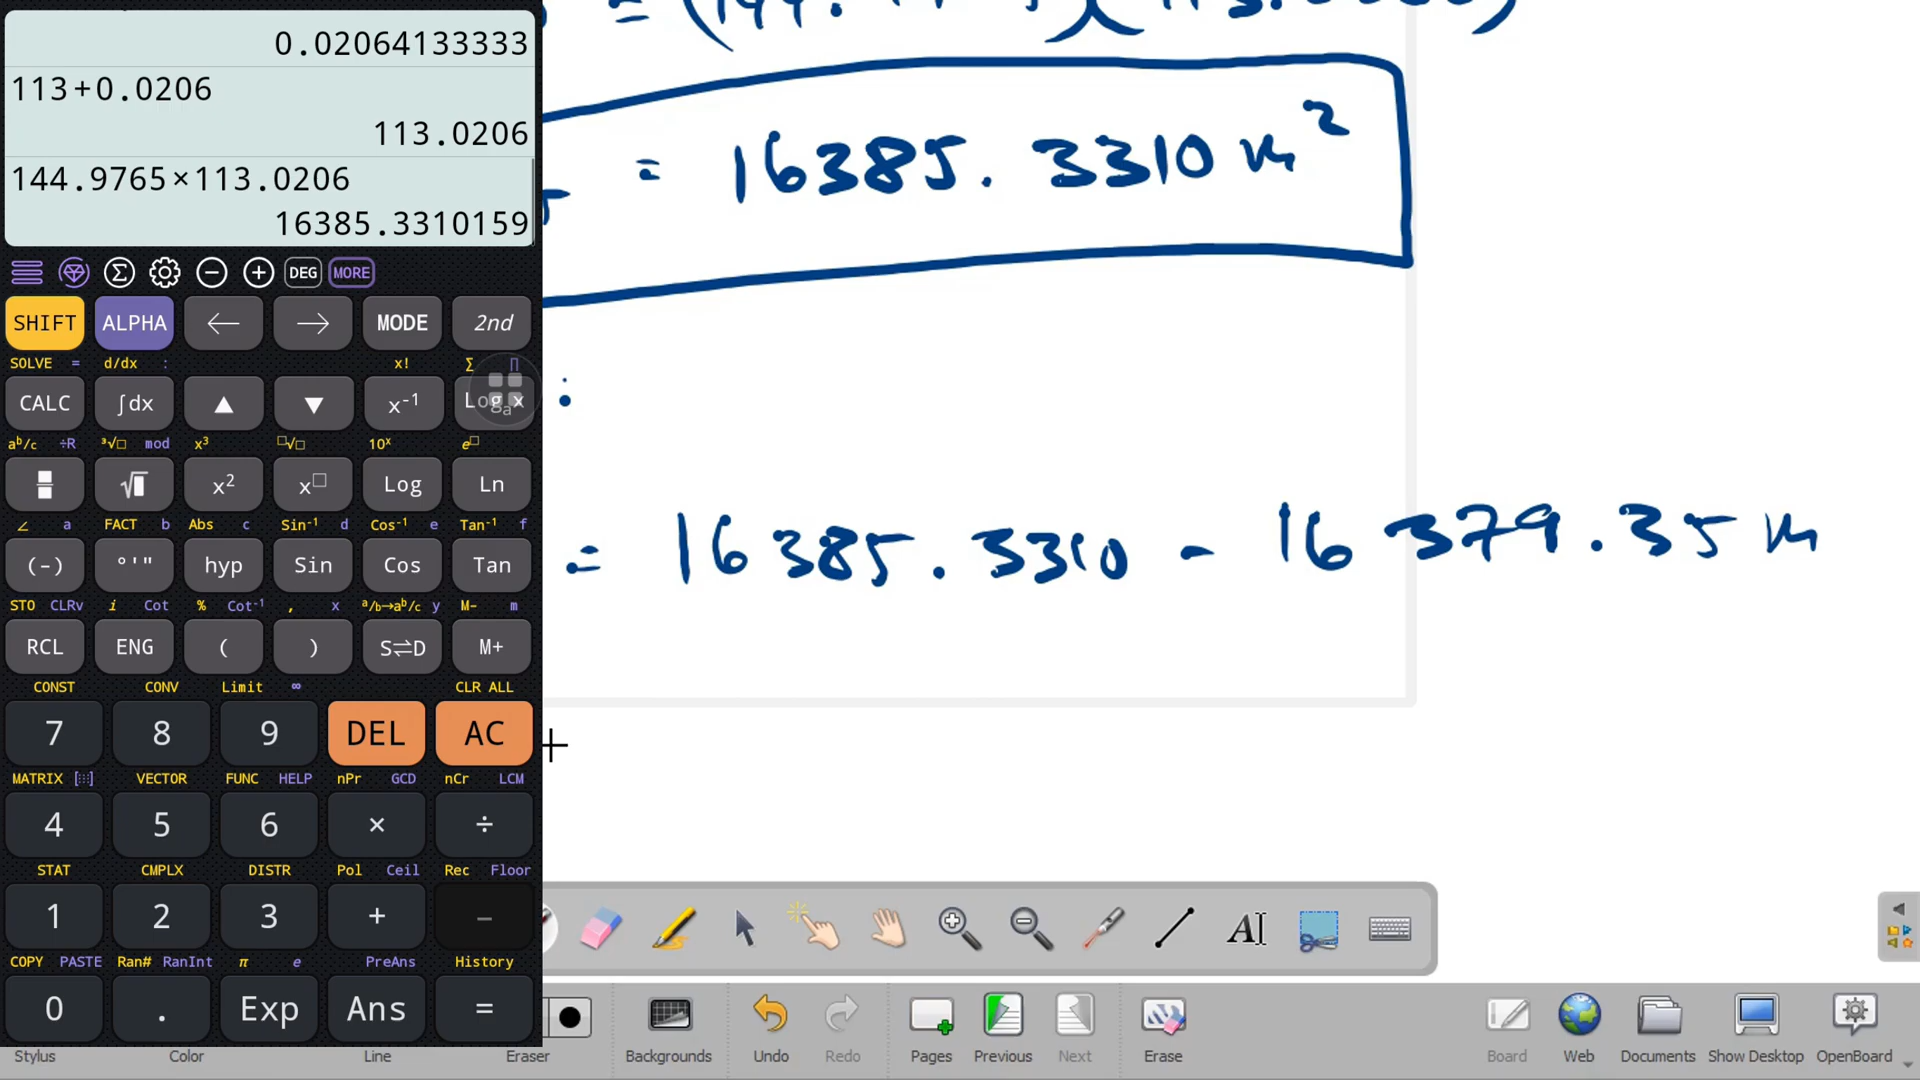 0.02064133333
113+0.0206
113.0206
144.9765×113.0206
16385.3310159
DEG MORE
= 16385.3310 m²
:
= 16385.3310 - 16379.35 m
SHIFT ALPHA ← → MODE 2nd
SOLVE = d/dx : x! ∑ ∏
CALC ∫dx ▲ ▼ x⁻¹ Logₐx
aᵇ/c ÷R ³√□ mod x³ □√□ 10ˣ e□
√ x² x□ Log Ln
∠ a FACT b Abs c Sin⁻¹ d Cos⁻¹ e Tan⁻¹ f
(-) °'" hyp Sin Cos Tan
STO CLRv i Cot % Cot⁻¹ , x ᵃ/b→aᵇ/c y M- m
RCL ENG ( ) S⇌D M+
CONST CONV Limit ∞ CLR ALL
7 8 9 DEL AC
MATRIX VECTOR FUNC HELP nPr GCD nCr LCM
4 5 6 × ÷
STAT CMPLX DISTR Pol Ceil Rec Floor
1 2 3 + −
COPY PASTE Ran# RanInt π e PreAns History
0 . Exp Ans =
Stylus Color Line Eraser Backgrounds Undo Redo Pages Previous Next Erase Board Web Documents Show Desktop OpenBoard